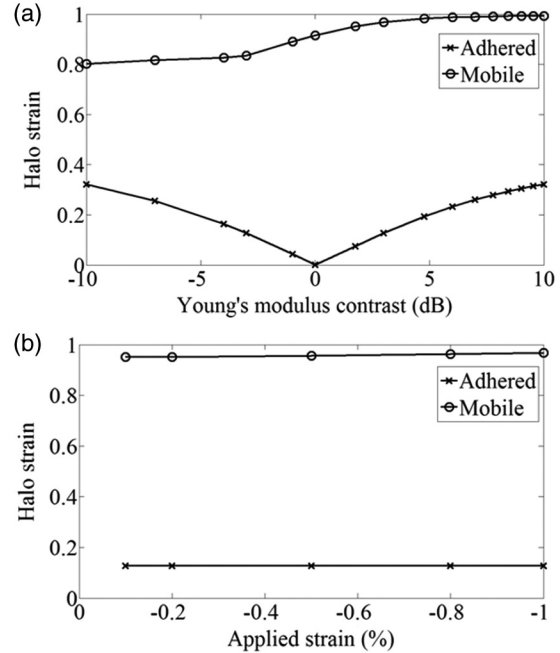 (a)
1
0.8
0.6
0.4
0.2
0
Halo strain
Adhered
Mobile
-10 -5 0 5 10
Young's modulus contrast (dB)
(b)
1
0.8
0.6
0.4
0.2
0
Halo strain
Adhered
Mobile
0 -0.2 -0.4 -0.6 -0.8 -1
Applied strain (%)